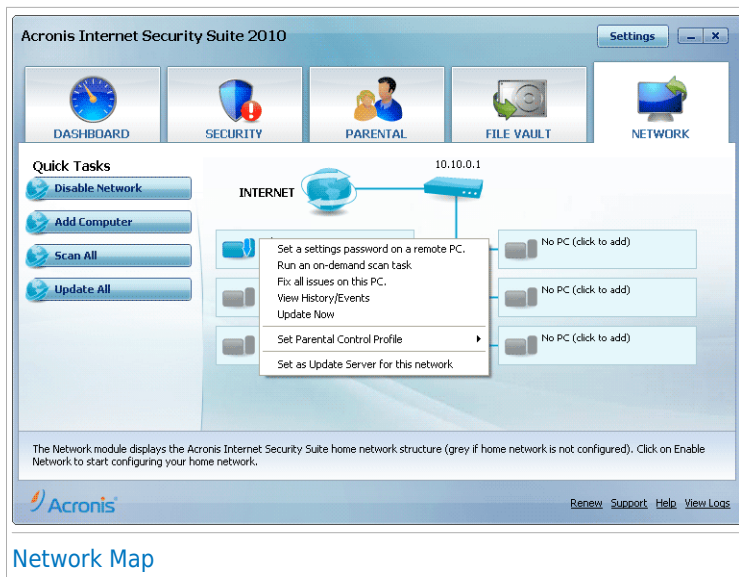 Acronis Internet Security Suite 2010
Settings
DASHBOARD
SECURITY
PARENTAL
FILE VAULT
NETWORK
Quick Tasks
Disable Network
Add Computer
Scan All
Update All
10.10.0.1
INTERNET
Set a settings password on a remote PC.
Run an on-demand scan task
Fix all issues on this PC.
View History/Events
Update Now
Set Parental Control Profile
Set as Update Server for this network
No PC (click to add)
No PC (click to add)
No PC (click to add)
The Network module displays the Acronis Internet Security Suite home network structure (grey if home network is not configured). Click on Enable
Network to start configuring your home network.
Acronis
Renew Support Help View Logs
Network Map